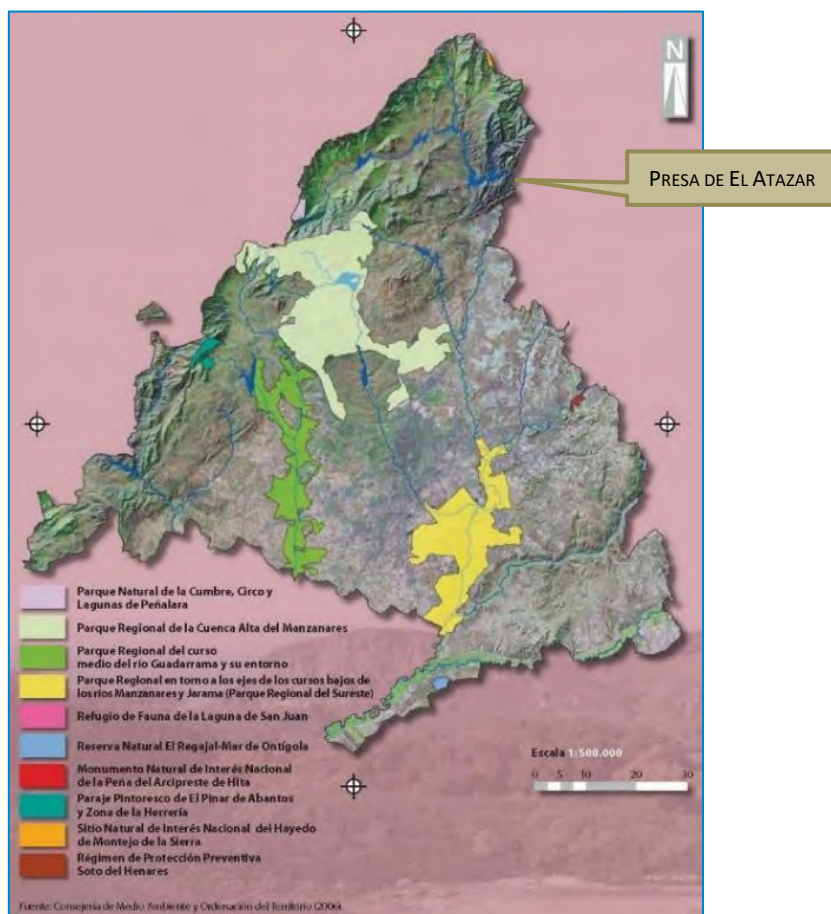 N
PRESA DE EL ATAZAR
Parque Natural de la Cumbre, Circo y
Lagunas de Peñalara
Parque Regional de la Cuenca Alta del Manzanares
Parque Regional del curso
medio del río Guadarrama y su entorno
Parque Regional en torno a los ejes de los cursos bajos de
los ríos Manzanares y Jarama (Parque Regional del Sureste)
Refugio de Fauna de la Laguna de San Juan
Reserva Natural El Regajal-Mar de Ontígola
Monumento Natural de Interés Nacional
de la Peña del Arcipreste de Hita
Paraje Pintoresco de El Pinar de Abantos
y Zona de la Herrería
Sitio Natural de Interés Nacional del Hayedo
de Montejo de la Sierra
Régimen de Protección Preventiva
Soto del Henares
Escala 1:500.000
0 5 10 20 30
Fuente: Consejería de Medio Ambiente y Ordenación del Territorio (2006).